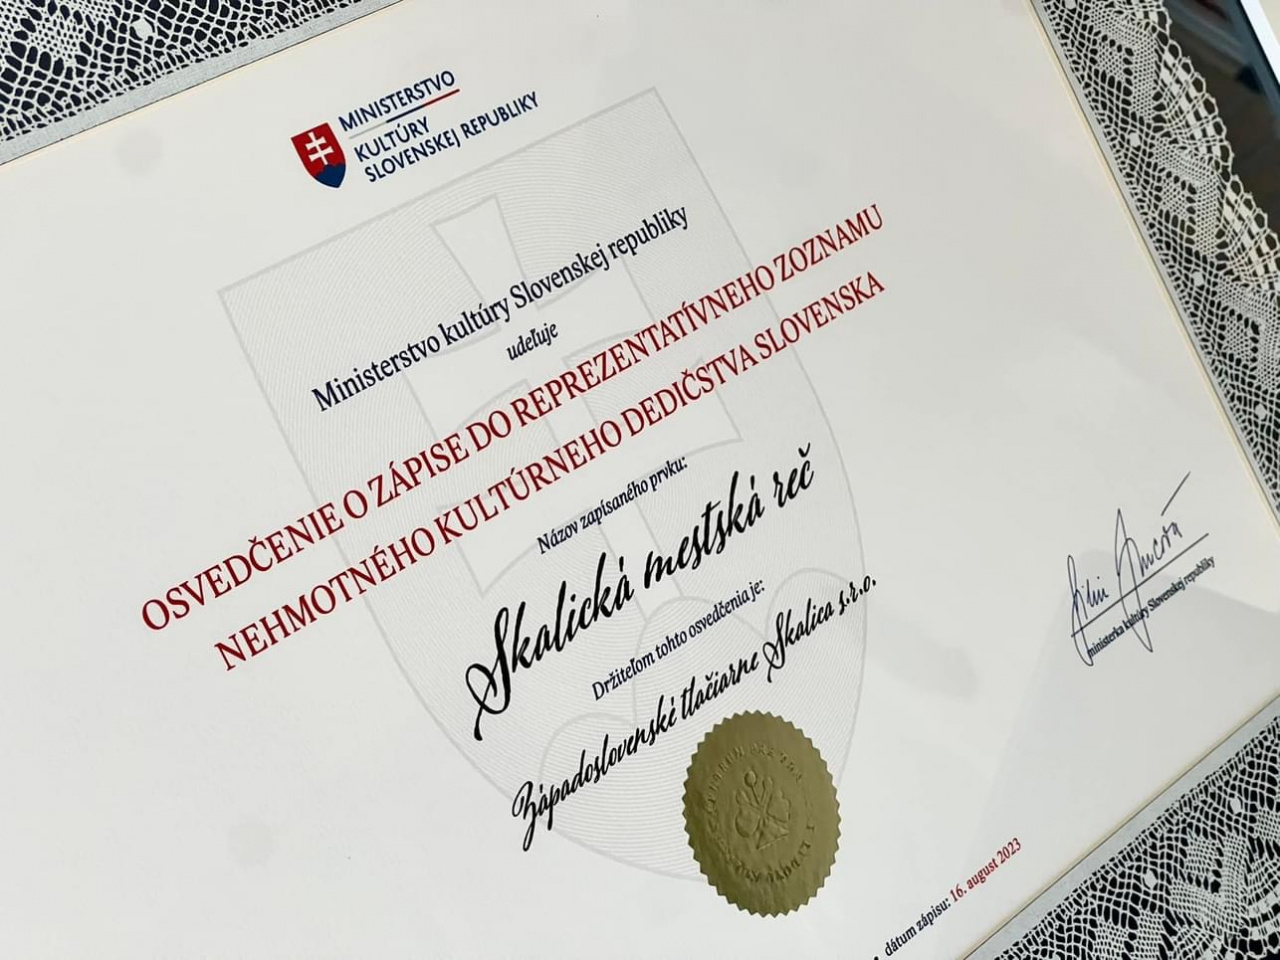 MINISTERSTVO
KULTÚRY
SLOVENSKEJ REPUBLIKY
Ministerstvo kultúry Slovenskej republiky
udeľuje
OSVEDČENIE O ZÁPISE DO REPREZENTATÍVNEHO ZOZNAMU
NEHMOTNÉHO KULTÚRNEHO DEDIČSTVA SLOVENSKA
Názov zapísaného prvku:
Skalická mestská reč
Držiteľom tohto osvedčenia je:
Západoslovenské tlačiarne Skalica s.r.o.
ministerka kultúry Slovenskej republiky
dátum zápisu: 16. august 2023